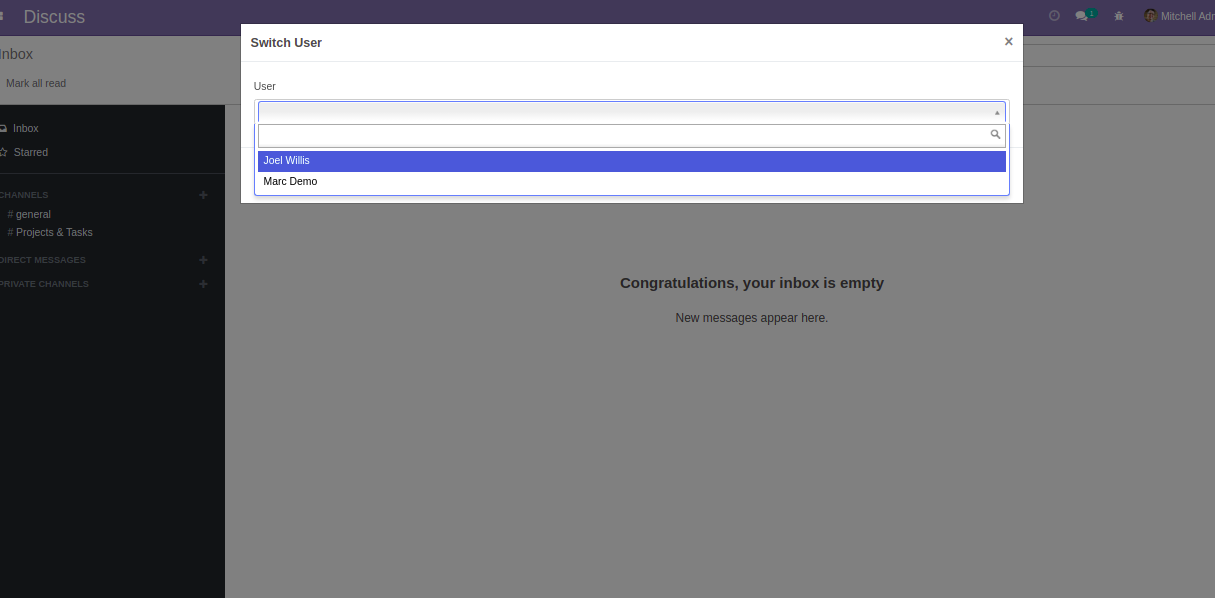 Discuss
1
Mitchell Adr
Inbox
Mark all read
Switch User
×
User
Joel Willis
Marc Demo
Inbox
Starred
CHANNELS
# general
# Projects & Tasks
DIRECT MESSAGES
PRIVATE CHANNELS
Congratulations, your inbox is empty
New messages appear here.